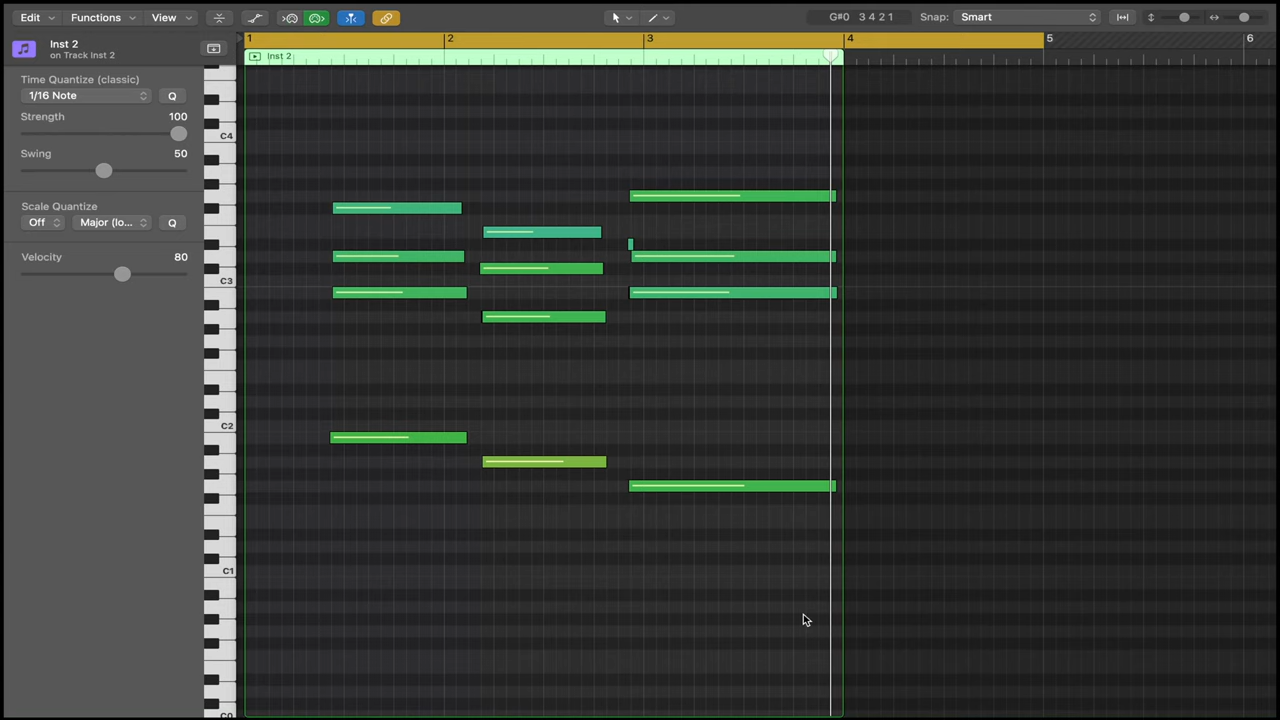 Edit Functions View G#0 3 4 2 1 Snap: Smart
Inst 2
on Track Inst 2
1 2 3 4 5 6
Inst 2
Time Quantize (classic)
1/16 Note Q
Strength 100
Swing 50
Scale Quantize
Off Major (lo... Q
Velocity 80
C4
C3
C2
C1
C0